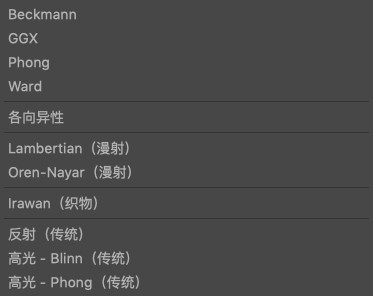 Beckmann
GGX
Phong
Ward
各向异性
Lambertian（漫射）
Oren-Nayar（漫射）
Irawan（织物）
反射（传统）
高光 - Blinn（传统）
高光 - Phong（传统）